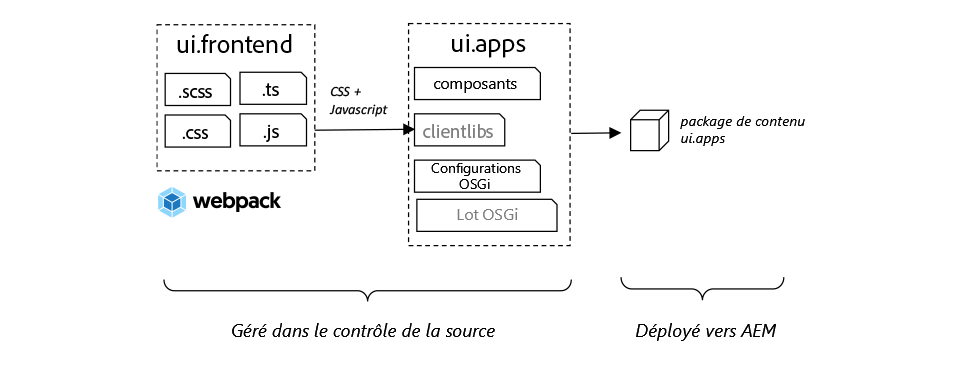 ui.frontend
.scss
.ts
.css
.js
webpack
CSS +
Javascript
ui.apps
composants
clientlibs
Configurations
OSGi
Lot OSGi
package de contenu
ui.apps
Géré dans le contrôle de la source
Déployé vers AEM